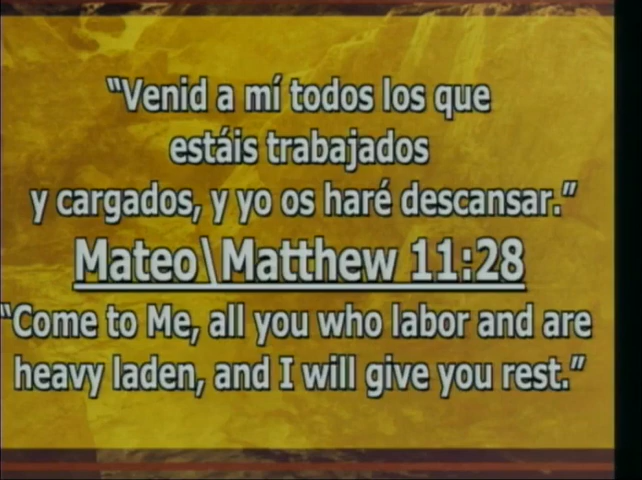 “Venid a mí todos los que
estáis trabajados
y cargados, y yo os haré descansar.”
Mateo\Matthew 11:28
“Come to Me, all you who labor and are
heavy laden, and I will give you rest.”